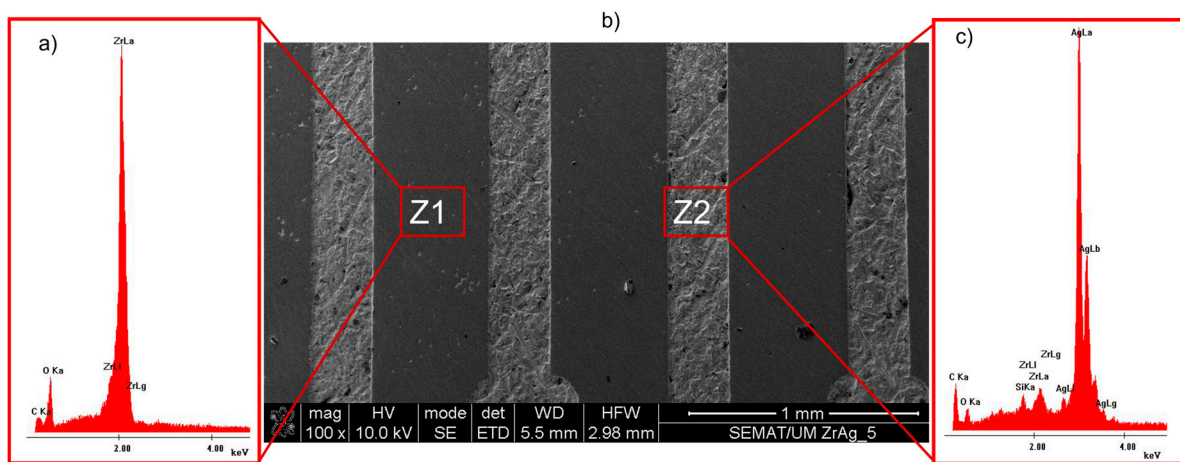 a)
ZrLa
O Ka
ZrLl
ZrLg
C Ka
2.00
4.00
keV
b)
Z1
Z2
mag
HV
mode
det
WD
HFW
1 mm
100 x
10.0 kV
SE
ETD
5.5 mm
2.98 mm
SEMAT/UM ZrAg_5
c)
AgLa
AgLb
ZrLg
ZrLl
C Ka
ZrLa
SiKa
AgLl
O Ka
AgLg
2.00
4.00
keV